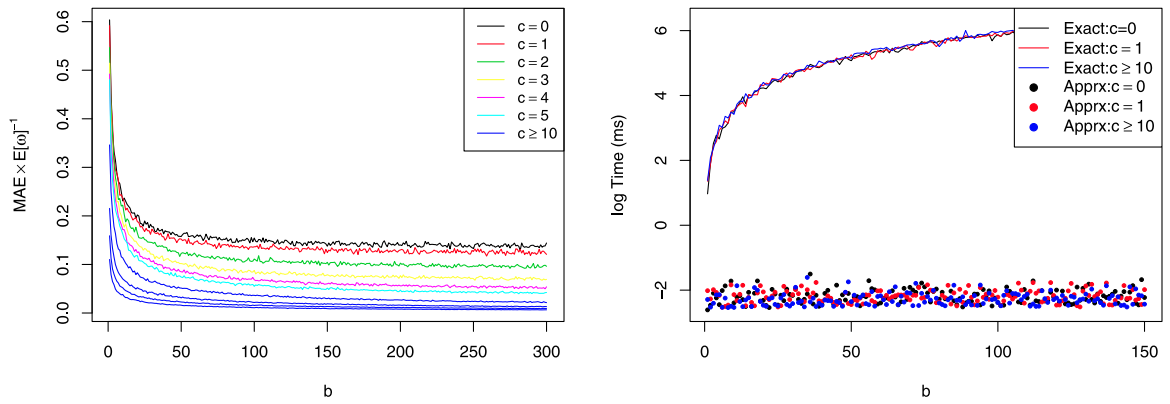 MAE × E[ω]⁻¹
0.6
0.5
0.4
0.3
0.2
0.1
0.0
0 50 100 150 200 250 300
b
c = 0
c = 1
c = 2
c = 3
c = 4
c = 5
c ≥ 10
log Time (ms)
6
4
2
0
−2
0 50 100 150
b
Exact:c=0
Exact:c = 1
Exact:c ≥ 10
Apprx:c = 0
Apprx:c = 1
Apprx:c ≥ 10